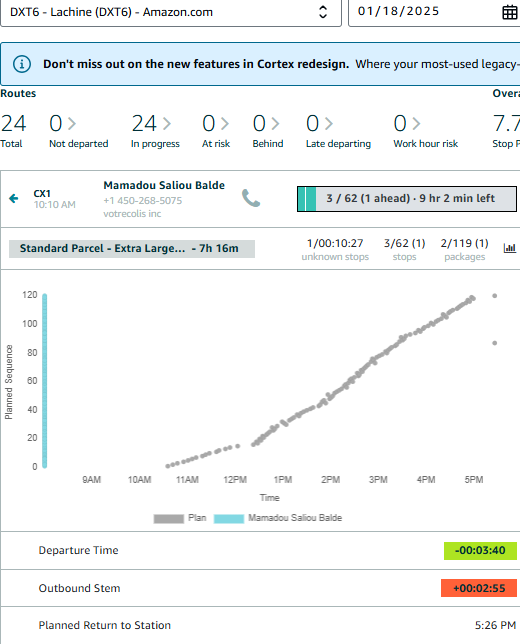 DXT6 - Lachine (DXT6) - Amazon.com
01/18/2025
Don't miss out on the new features in Cortex redesign. Where your most-used legacy-
Routes
Overa
24
0
24
0
0
0
0
7.7
Total
Not departed
In progress
At risk
Behind
Late departing
Work hour risk
Stop P
CX1
10:10 AM
Mamadou Saliou Balde
+1 450-268-5075
votrecolis inc
3 / 62 (1 ahead) · 9 hr 2 min left
Standard Parcel - Extra Large... - 7h 16m
1/00:10:27
unknown stops
3/62 (1)
stops
2/119 (1)
packages
Planned Sequence
120
100
80
60
40
20
0
9AM
10AM
11AM
12PM
1PM
2PM
3PM
4PM
5PM
Time
Plan
Mamadou Saliou Balde
Departure Time
-00:03:40
Outbound Stem
+00:02:55
Planned Return to Station
5:26 PM